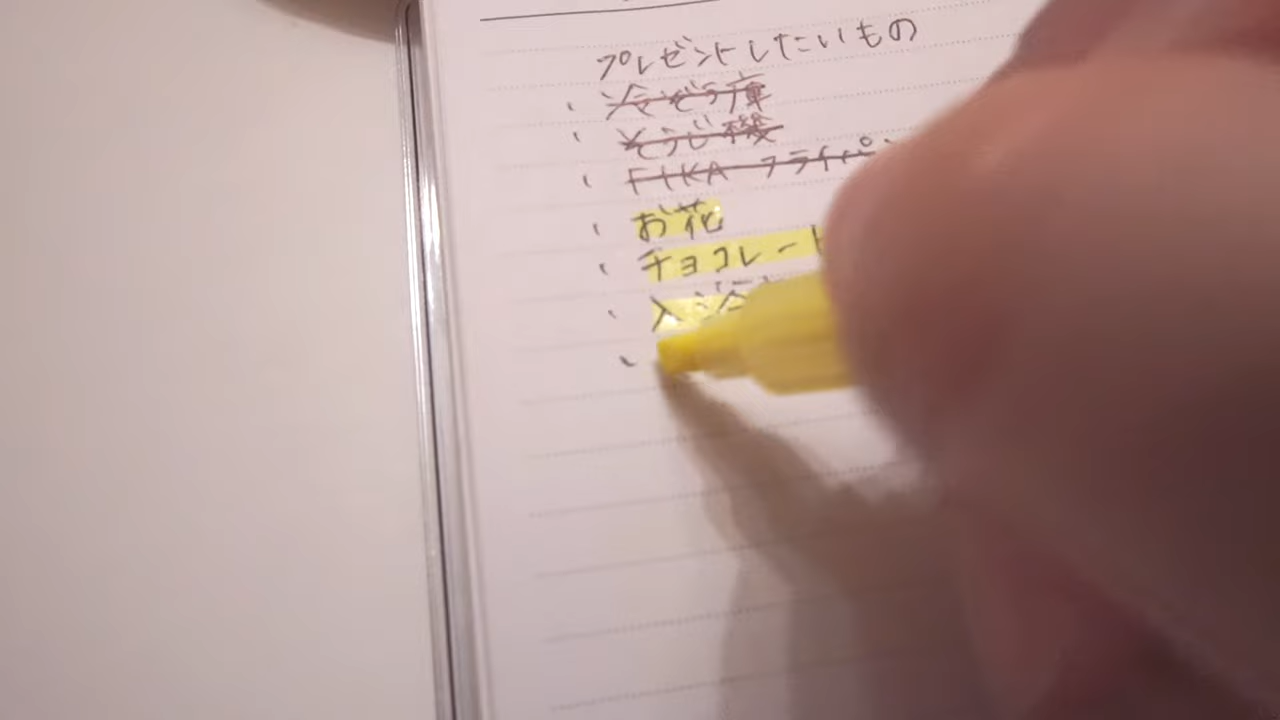 プレゼントしたいもの
・冷ぞう庫
・そうじ機
・FIKA フライパン
・お花
・チョコレート
・入浴
・